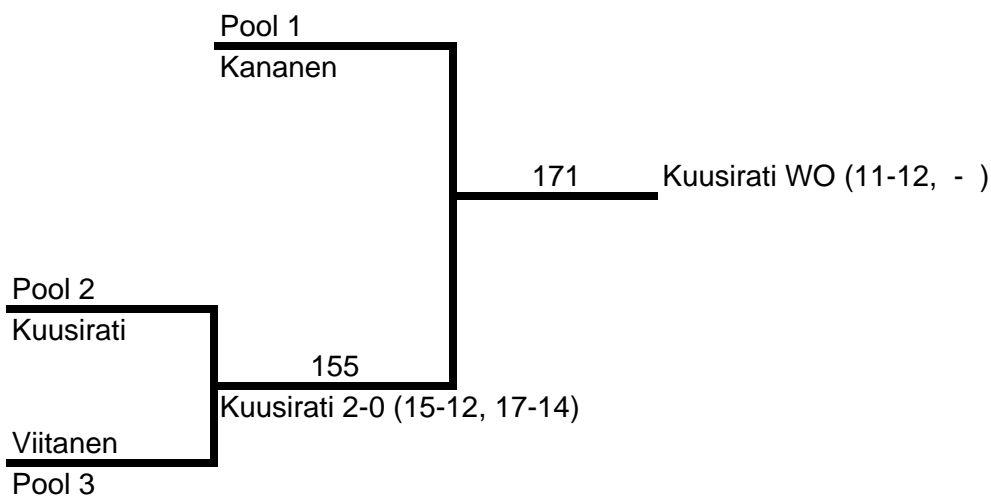 Pool 1
Kananen
171
Kuusirati WO (11-12,  -  )
Pool 2
Kuusirati
155
Kuusirati 2-0 (15-12, 17-14)
Viitanen
Pool 3